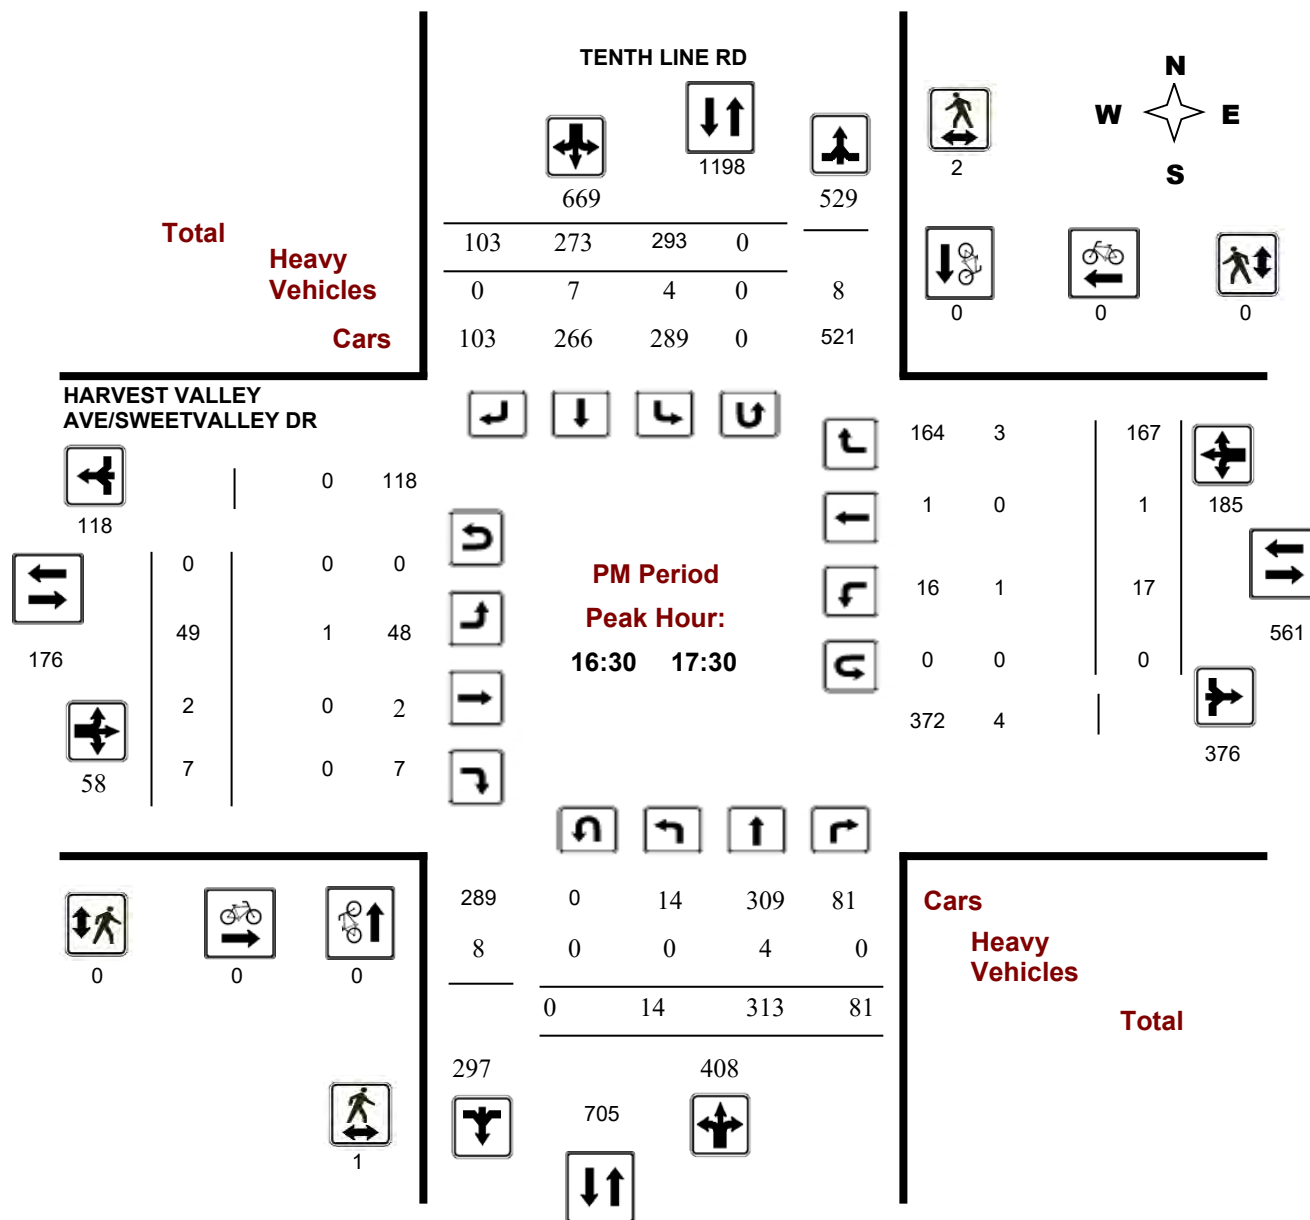 TENTH LINE RD
N
W E
S
1198
2
669
529
Total
103 273 293 0
Heavy
Vehicles
0 7 4 0 8
0 0 0
Cars
103 266 289 0 521
HARVEST VALLEY
AVE/SWEETVALLEY DR
164 3 167
0 118
118
1 0 1 185
0 0 0
PM Period
16 1 17
Peak Hour:
49 1 48
561
176
16:30 17:30
0 0 0
2 0 2
372 4
376
7 0 7
58
289 0 14 309 81
Cars
8 0 0 4 0
Heavy
Vehicles
0 0 0
0 14 313 81
Total
297 408
705
1